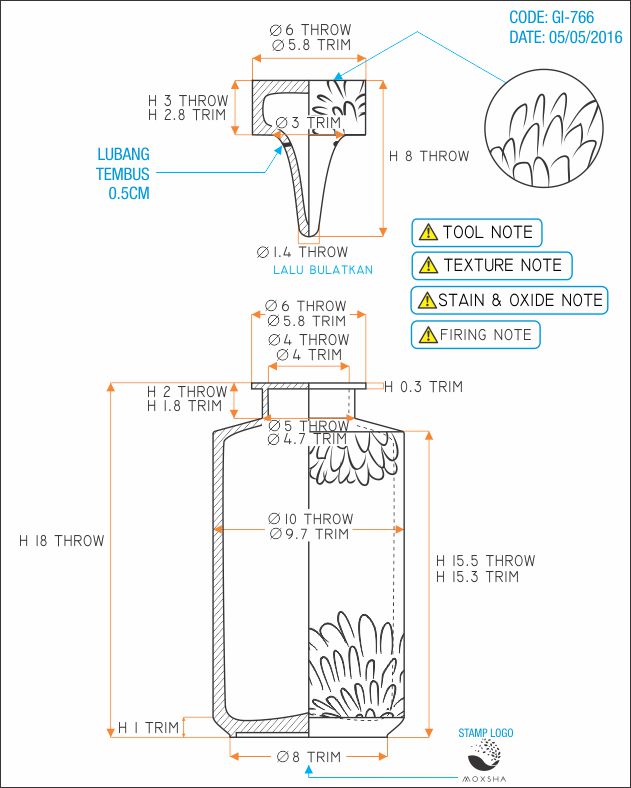 CODE: GI-766
DATE: 05/05/2016
Ø 6 THROW
Ø 5.8 TRIM
H 3 THROW
H 2.8 TRIM
Ø 3 TRIM
LUBANG
TEMBUS
0.5CM
H 8 THROW
Ø 1.4 THROW
LALU BULATKAN
TOOL NOTE
TEXTURE NOTE
STAIN & OXIDE NOTE
FIRING NOTE
Ø 6 THROW
Ø 5.8 TRIM
Ø 4 THROW
Ø 4 TRIM
H 2 THROW
H 1.8 TRIM
H 0.3 TRIM
Ø 5 THROW
Ø 4.7 TRIM
Ø 10 THROW
Ø 9.7 TRIM
H 18 THROW
H 15.5 THROW
H 15.3 TRIM
H 1 TRIM
Ø 8 TRIM
STAMP LOGO
MOXSHA